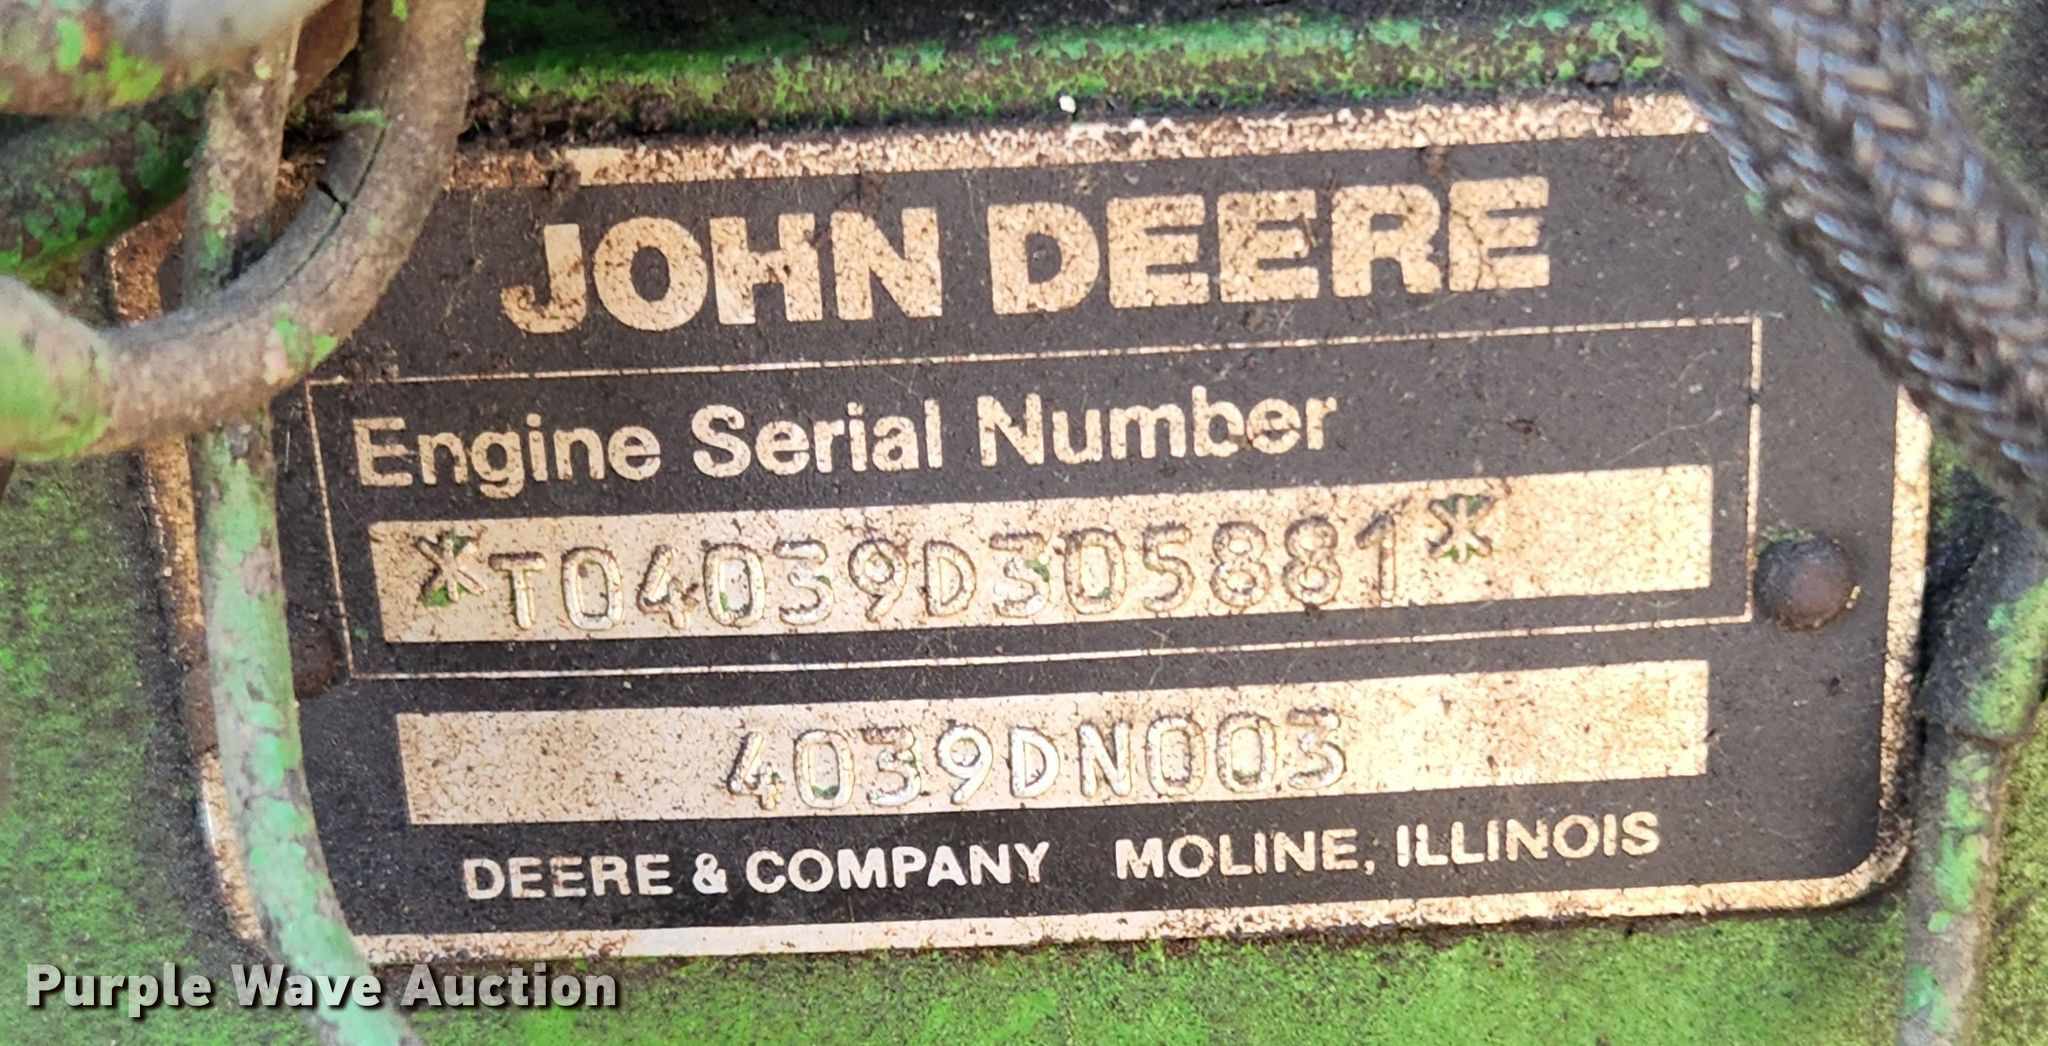 JOHN DEERE
Engine Serial Number
*T04039D305881*
4039DN003
DEERE & COMPANY MOLINE, ILLINOIS
Purple Wave Auction